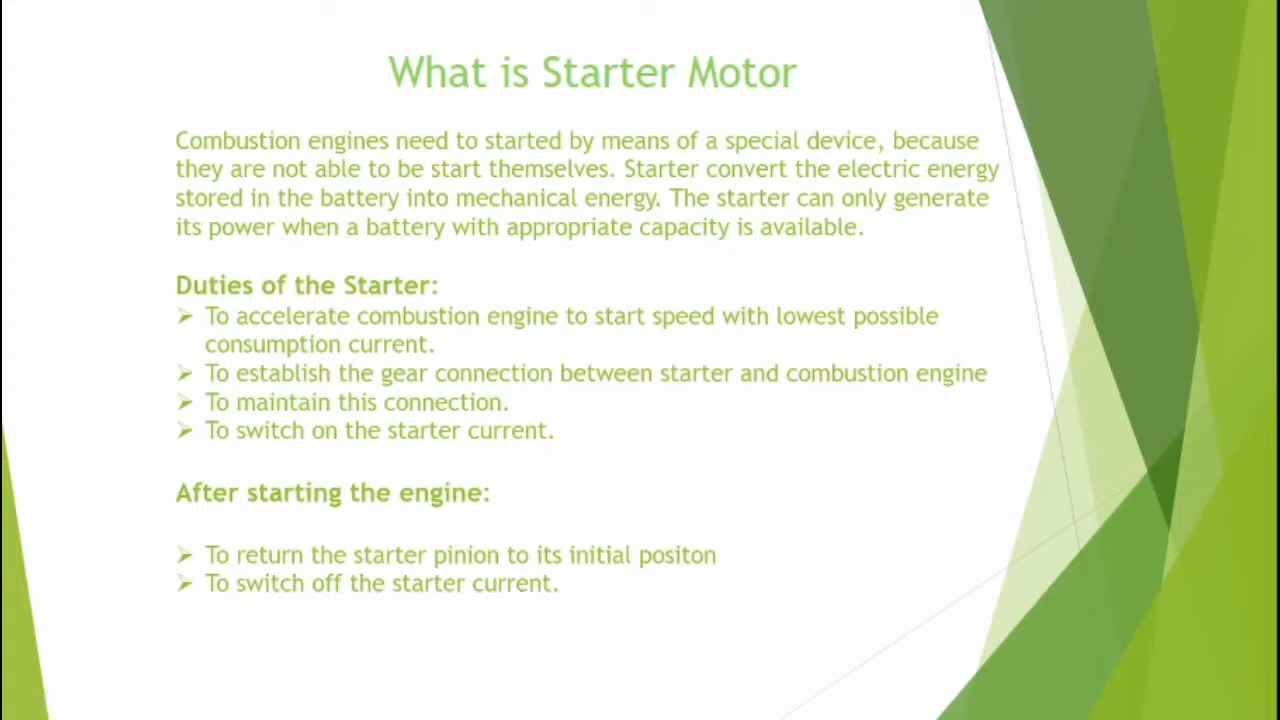 What is Starter Motor
Combustion engines need to started by means of a special device, because
they are not able to be start themselves. Starter convert the electric energy
stored in the battery into mechanical energy. The starter can only generate
its power when a battery with appropriate capacity is available.
Duties of the Starter:
➢ To accelerate combustion engine to start speed with lowest possible
consumption current.
➢ To establish the gear connection between starter and combustion engine
➢ To maintain this connection.
➢ To switch on the starter current.
After starting the engine:
➢ To return the starter pinion to its initial positon
➢ To switch off the starter current.